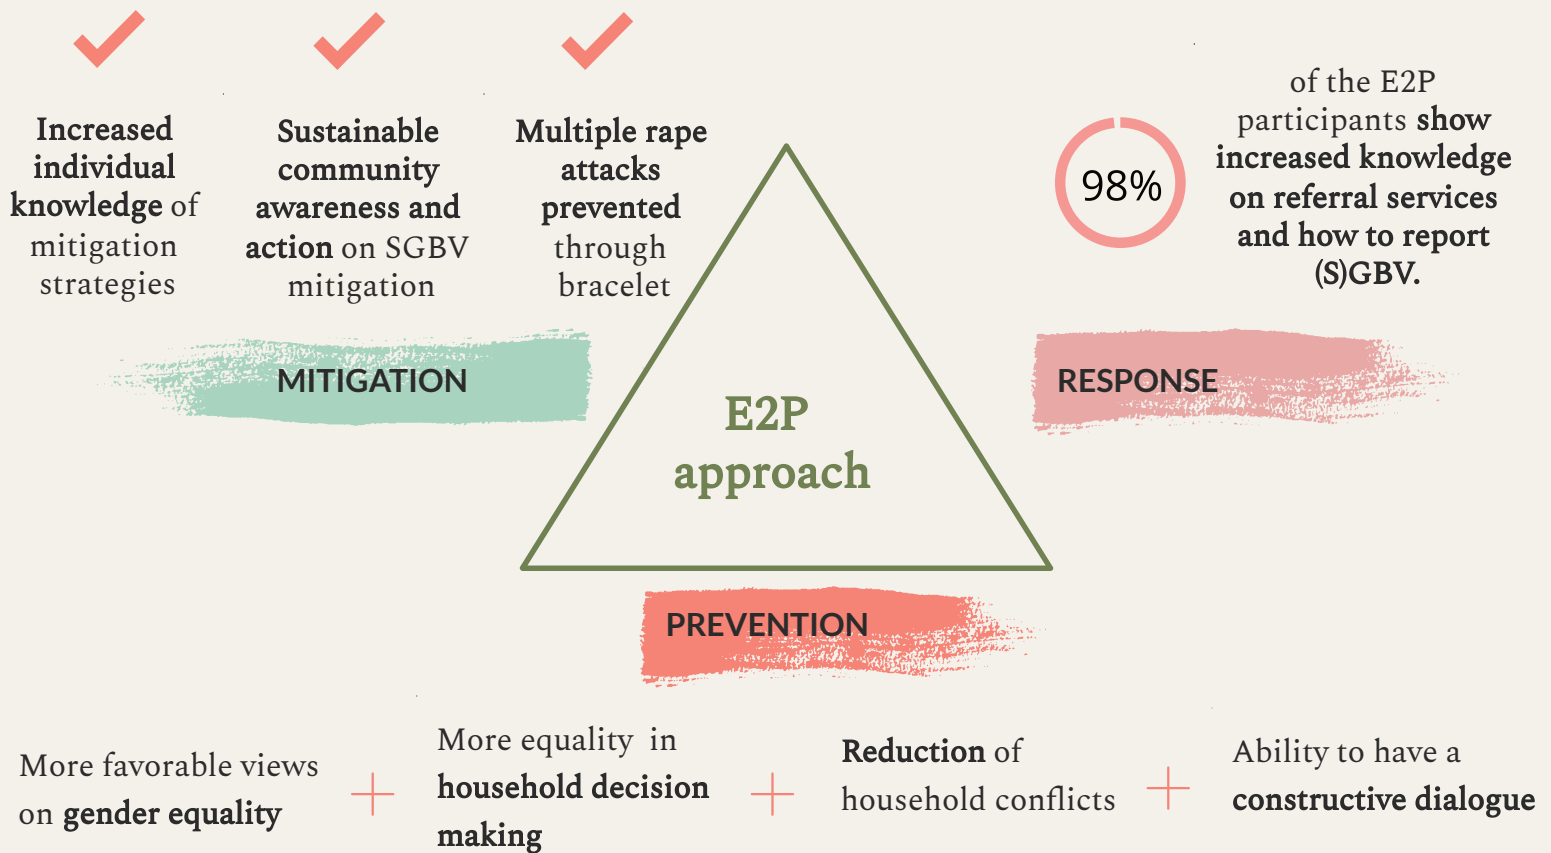 Increased
individual
knowledge of
mitigation
strategies
Sustainable
community
awareness and
action on SGBV
mitigation
Multiple rape
attacks
prevented
through
bracelet
98%
of the E2P
participants show
increased knowledge
on referral services
and how to report
(S)GBV.
MITIGATION
RESPONSE
E2P
approach
PREVENTION
More favorable views
on gender equality
More equality in
household decision
making
Reduction of
household conflicts
Ability to have a
constructive dialogue